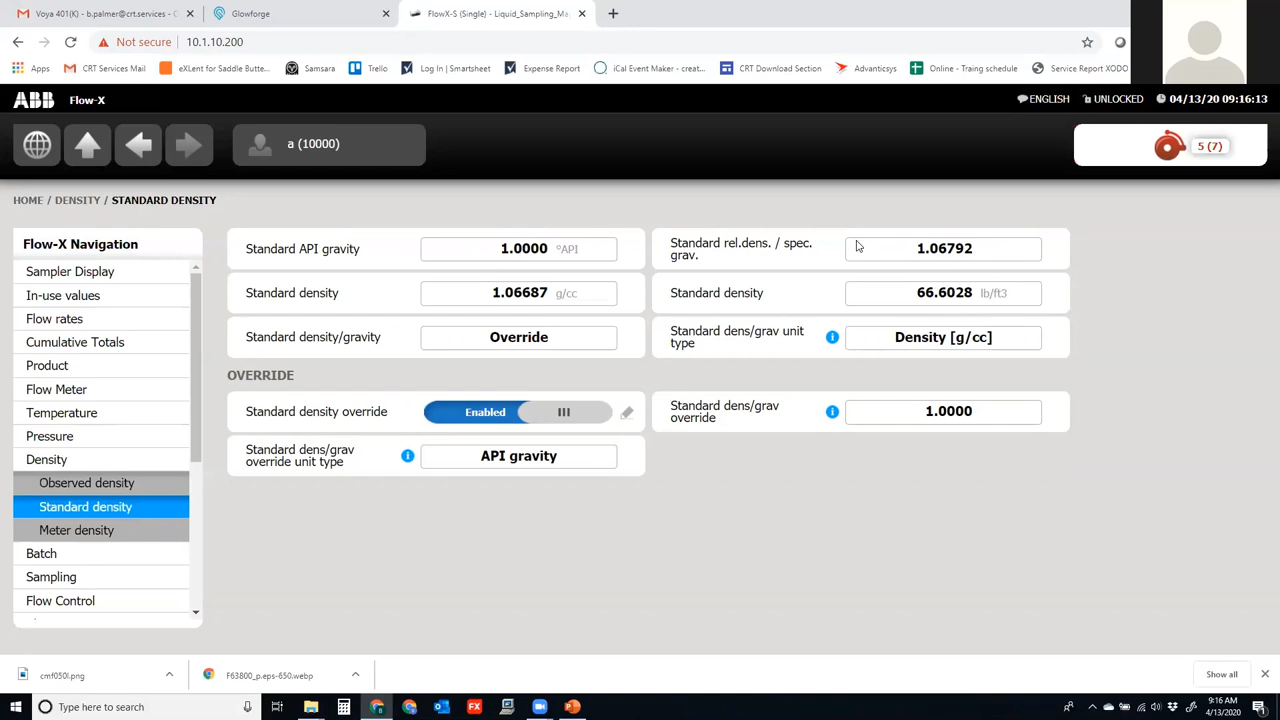 Voya 401(K) - b.palmer@crt.services - C
Glowforge
FlowX-S (Single) - Liquid_Sampling_Ma
Not secure
10.1.10.200
Apps
CRT Services Mail
eXLent for Saddle Butte...
Samsara
Trello
Log In | Smartsheet
Expense Report
iCal Event Maker - creat...
CRT Download Section
Advanticsys
Online - Traing schedule
Service Report XODO
ABB
Flow-X
ENGLISH
UNLOCKED
04/13/20 09:16:13
a (10000)
5 (7)
HOME / DENSITY / STANDARD DENSITY
Flow-X Navigation
Sampler Display
In-use values
Flow rates
Cumulative Totals
Product
Flow Meter
Temperature
Pressure
Density
Observed density
Standard density
Meter density
Batch
Sampling
Flow Control
Standard API gravity
1.0000 °API
Standard rel.dens. / spec.
grav.
1.06792
Standard density
1.06687 g/cc
Standard density
66.6028 lb/ft3
Standard density/gravity
Override
Standard dens/grav unit
type
Density [g/cc]
OVERRIDE
Standard density override
Enabled
Standard dens/grav
override
1.0000
Standard dens/grav
override unit type
API gravity
cmf050l.png
F63800_p.eps-650.webp
Show all
Type here to search
FX
9:16 AM
4/13/2020